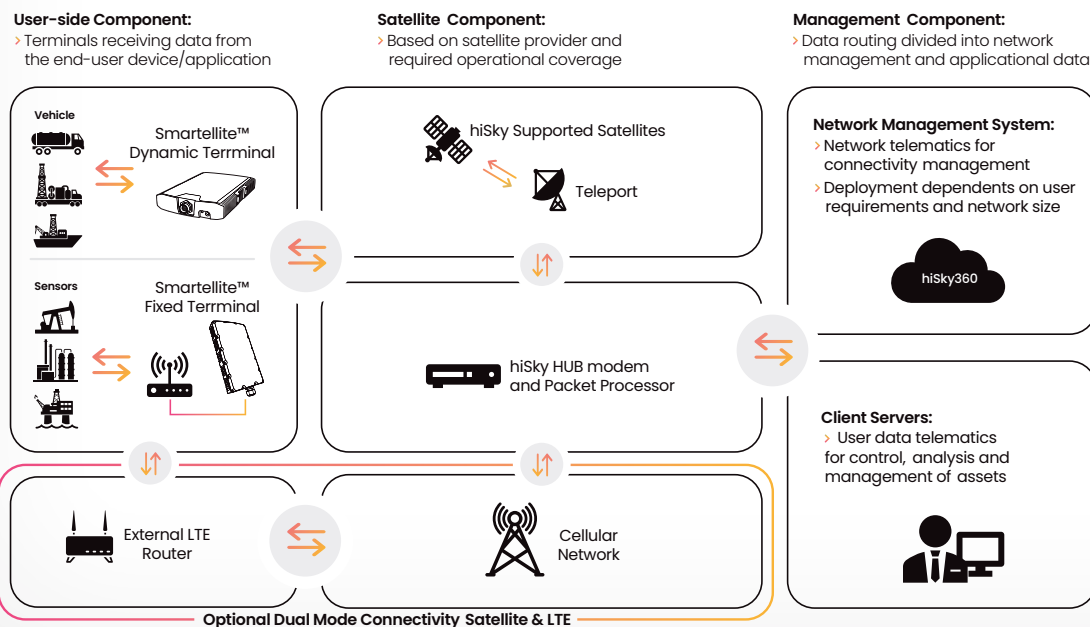 User-side Component:
> Terminals receiving data from
the end-user device/application
Satellite Component:
> Based on satellite provider and
required operational coverage
Management Component:
> Data routing divided into network
management and applicational data
Vehicle
Smartellite™
Dynamic Terrminal
Sensors
Smartellite™
Fixed Terrminal
hiSky Supported Satellites
Teleport
hiSky HUB modem
and Packet Processor
Network Management System:
> Network telematics for
connectivity management
> Deployment dependents on user
requirements and network size
hiSky360
Client Servers:
> User data telematics
for control, analysis and
management of assets
External LTE
Router
Cellular
Network
Optional Dual Mode Connectivity Satellite & LTE